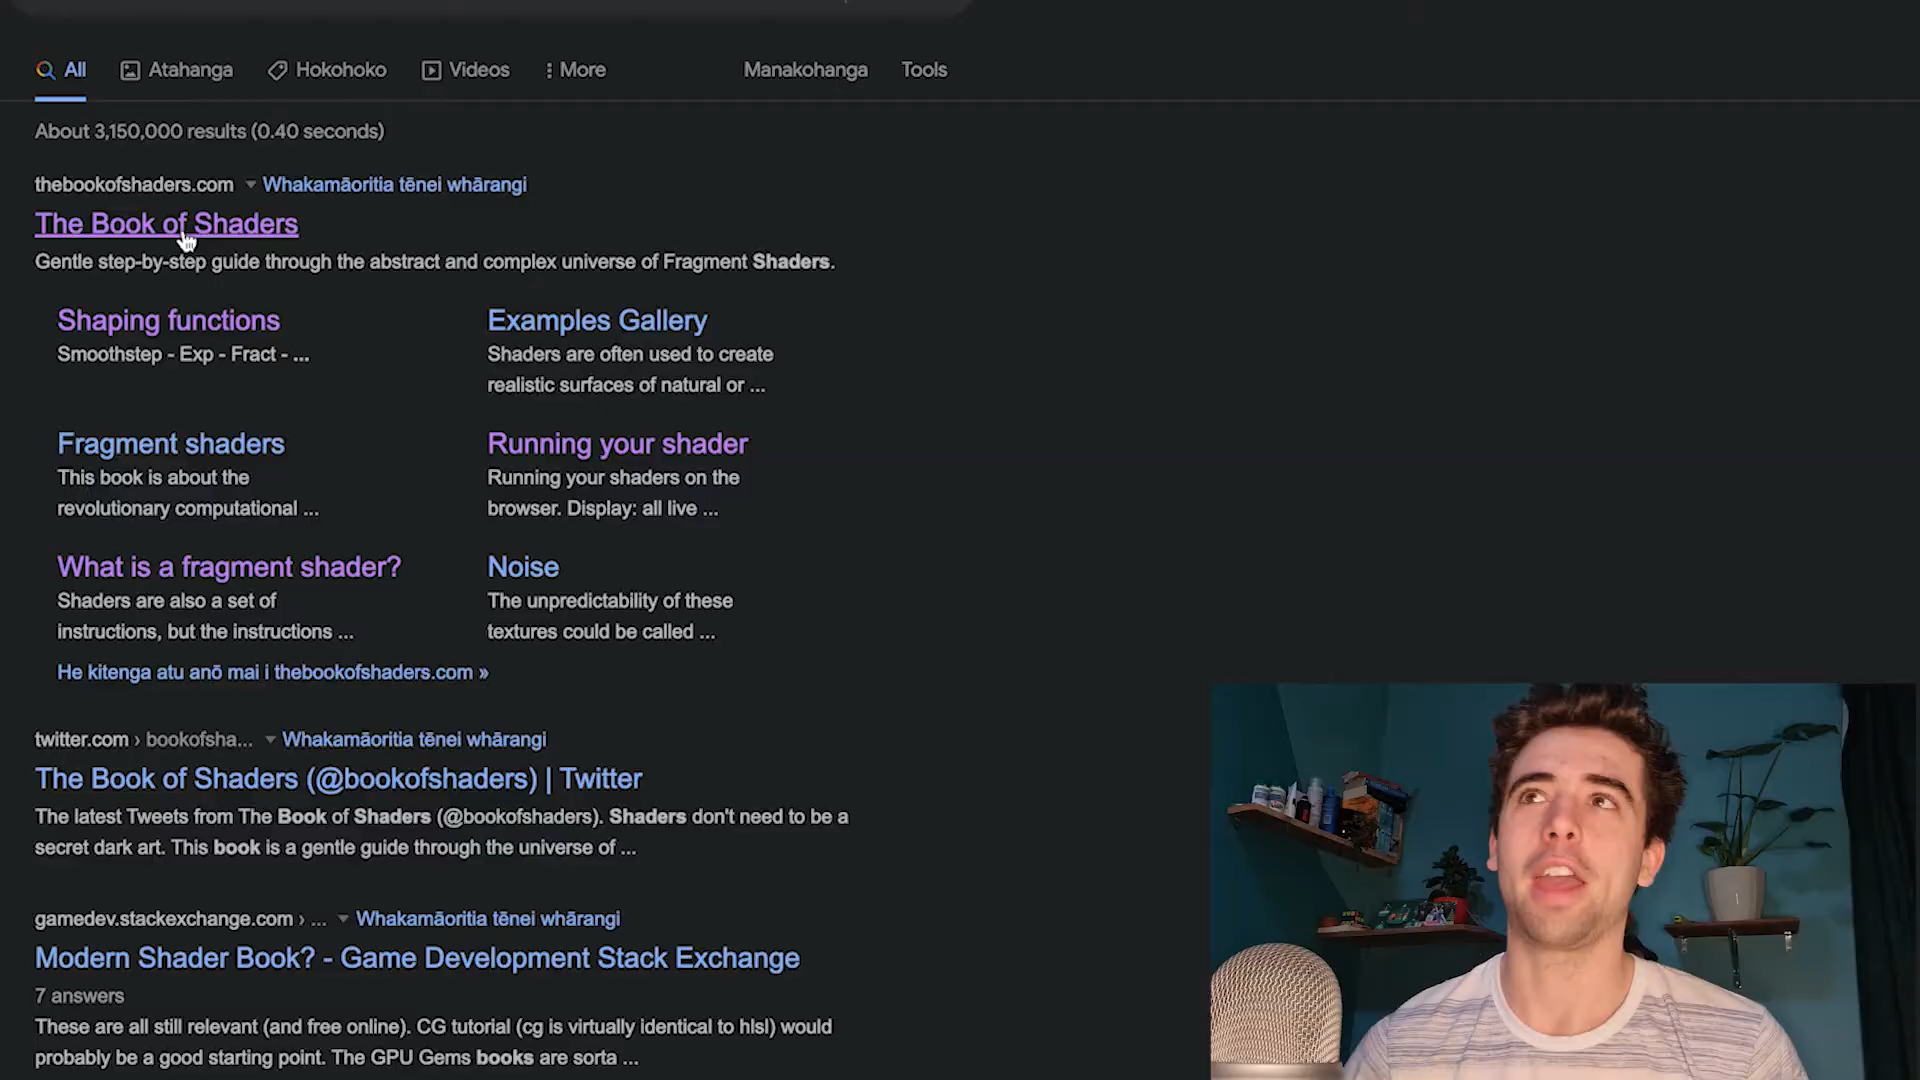 All Atahanga Hokohoko Videos More Manakohanga Tools
About 3,150,000 results (0.40 seconds)
thebookofshaders.com Whakamāoritia tēnei whārangi
The Book of Shaders
Gentle step-by-step guide through the abstract and complex universe of Fragment Shaders.
Shaping functions
Smoothstep - Exp - Fract - ...
Examples Gallery
Shaders are often used to create
realistic surfaces of natural or ...
Fragment shaders
This book is about the
revolutionary computational ...
Running your shader
Running your shaders on the
browser. Display: all live ...
What is a fragment shader?
Shaders are also a set of
instructions, but the instructions ...
Noise
The unpredictability of these
textures could be called ...
He kitenga atu anō mai i thebookofshaders.com »
twitter.com › bookofsha... Whakamāoritia tēnei whārangi
The Book of Shaders (@bookofshaders) | Twitter
The latest Tweets from The Book of Shaders (@bookofshaders). Shaders don't need to be a
secret dark art. This book is a gentle guide through the universe of ...
gamedev.stackexchange.com › ... Whakamāoritia tēnei whārangi
Modern Shader Book? - Game Development Stack Exchange
7 answers
These are all still relevant (and free online). CG tutorial (cg is virtually identical to hlsl) would
probably be a good starting point. The GPU Gems books are sorta ...